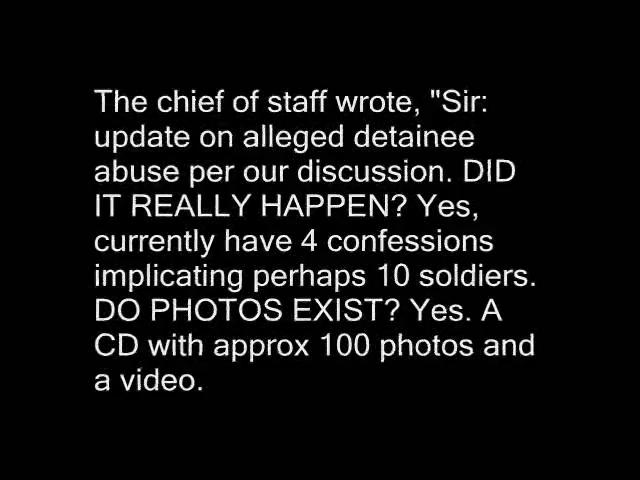 The chief of staff wrote, "Sir:
update on alleged detainee
abuse per our discussion. DID
IT REALLY HAPPEN? Yes,
currently have 4 confessions
implicating perhaps 10 soldiers.
DO PHOTOS EXIST? Yes. A
CD with approx 100 photos and
a video.